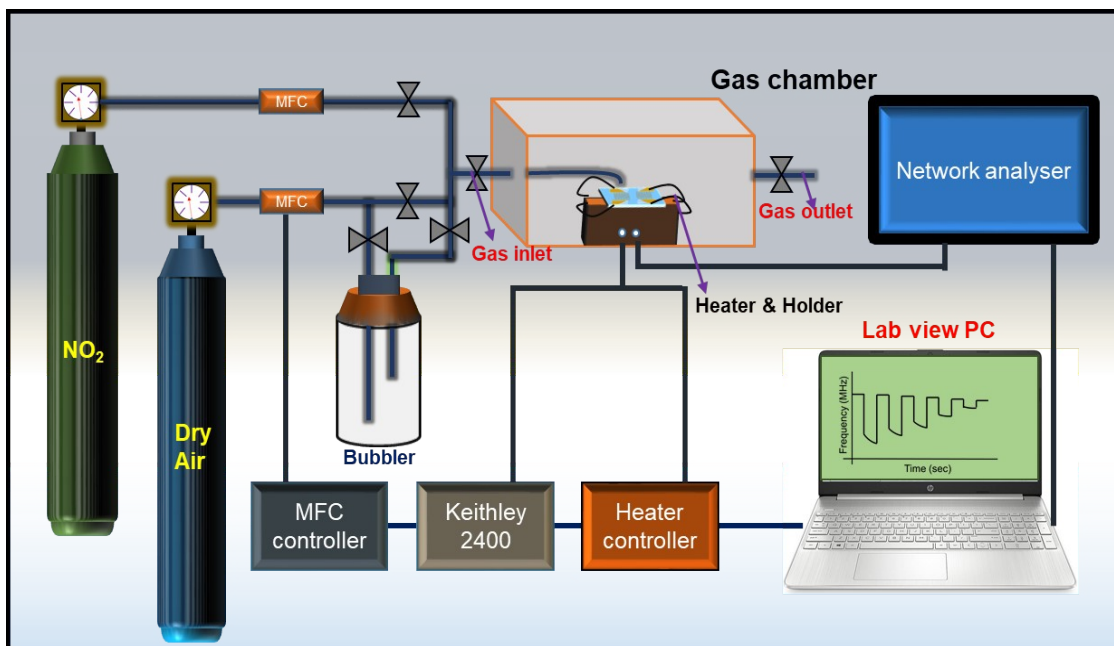 Gas chamber
MFC
Network analyser
MFC
Gas outlet
Gas inlet
Heater & Holder
NO₂
Lab view PC
Dry
Air
Frequency (MHz)
Time (sec)
Bubbler
MFC
controller
Keithley
2400
Heater
controller
hp